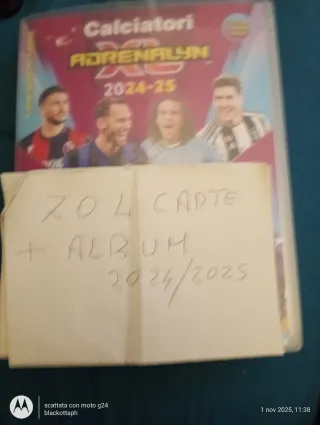 Calciatori
ADRENALYN
XL
2024-25
704 CARTE
+ ALBUM
2024/2025
scattata con moto g24
blackottaph
1 nov 2025, 11:38